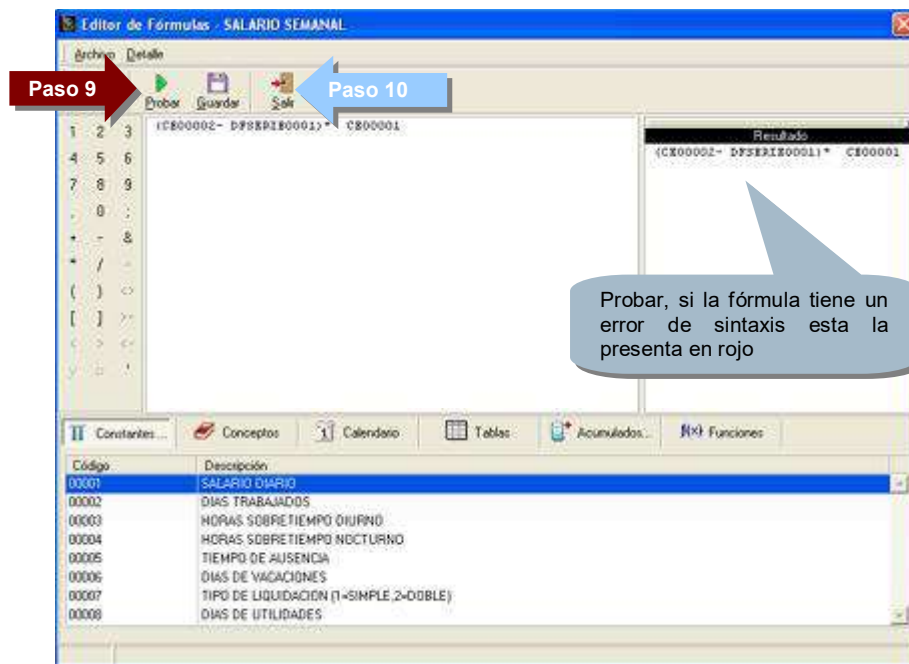 Editor de Fórmulas - SALARIO SEMANAL
Archivo Detalle
Paso 9
Probar Guardar Salir
Paso 10
1 2 3
4 5 6
7 8 9
. 0 :
+ - &
* / -
( ) <>
[ ] >=
< > <=
y o '
(CE00002- DFSERIE0001)* CE00001
Resultado
(CE00002- DFSERIE0001)* CE00001
Probar, si la fórmula tiene un
error de sintaxis esta la
presenta en rojo
Constantes... Conceptos Calendario Tablas Acumulados... f(x) Funciones
Código Descripción
00001 SALARIO DIARIO
00002 DIAS TRABAJADOS
00003 HORAS SOBRETIEMPO DIURNO
00004 HORAS SOBRETIEMPO NOCTURNO
00005 TIEMPO DE AUSENCIA
00006 DIAS DE VACACIONES
00007 TIPO DE LIQUIDACION (1=SIMPLE,2=DOBLE)
00008 DIAS DE UTILIDADES